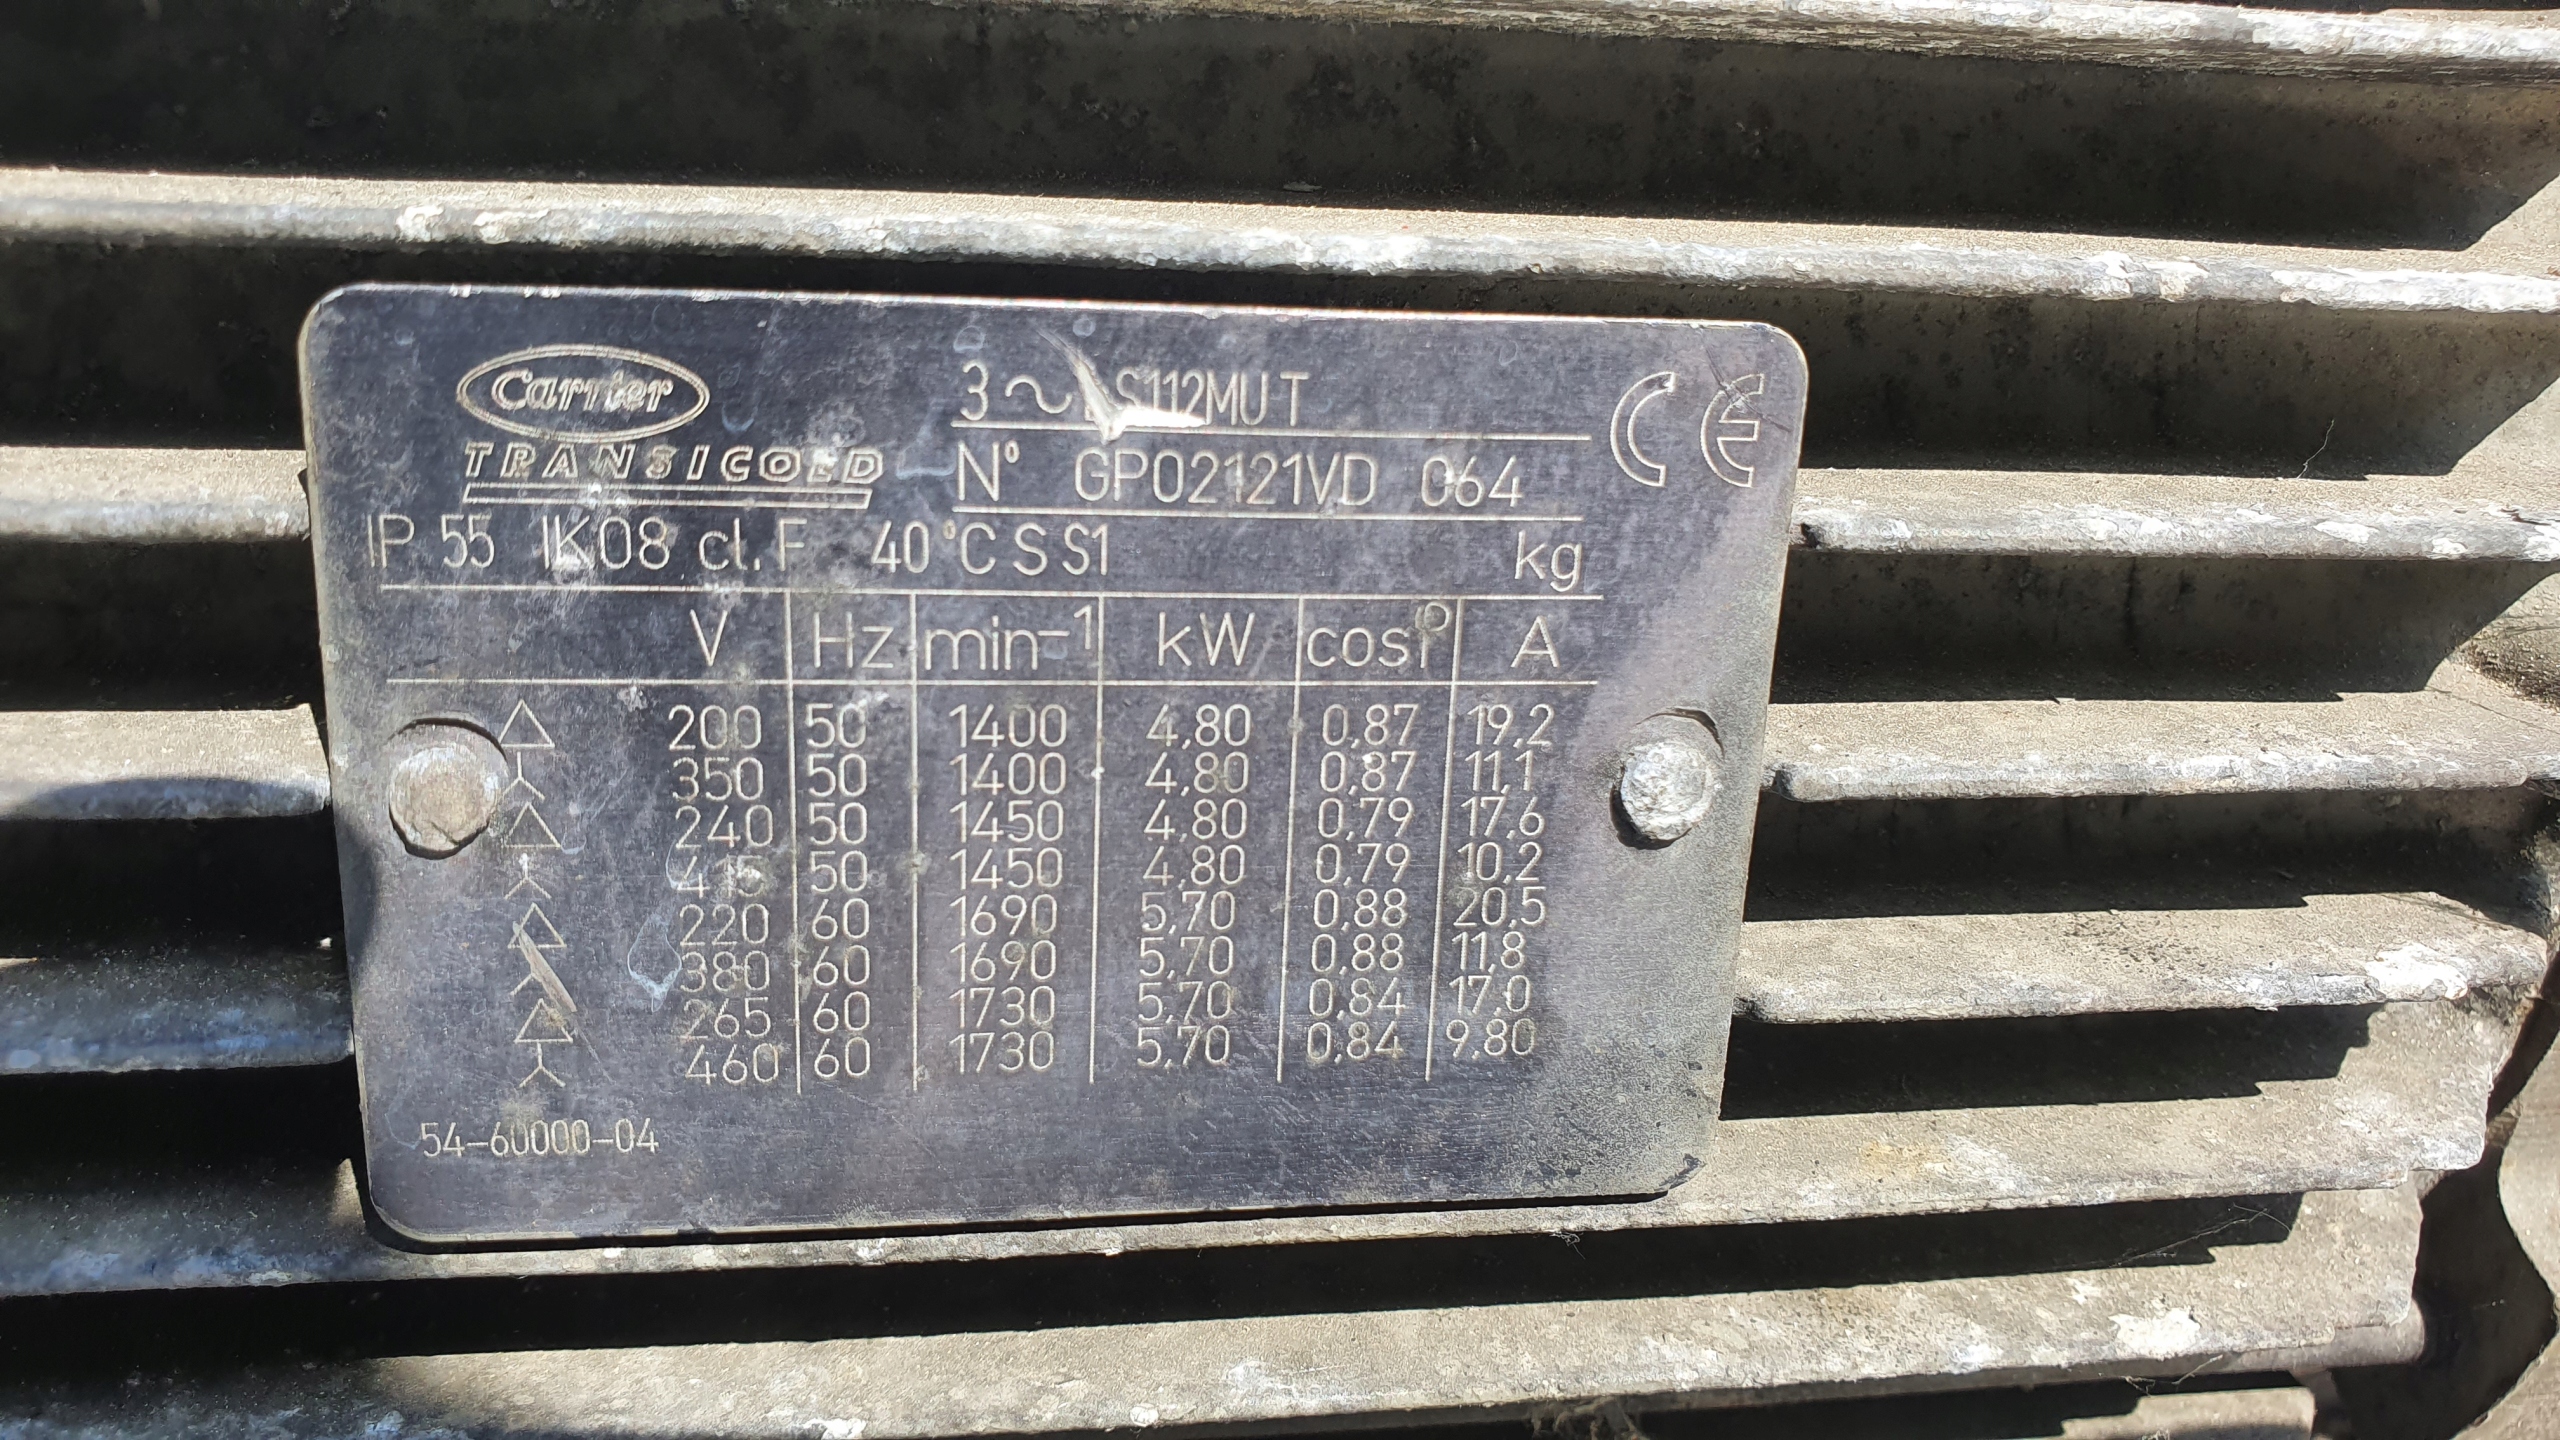 Carrier
TRANSICOLD
3 ~ LS112MU T
N° GP02121VD 064
CE
IP 55 IK08 cl.F 40°C S S1 kg
V Hz min-1 kW cosφ A
△ 200 50 1400 4,80 0,87 19,2
Y 350 50 1400 4,80 0,87 11,1
△ 240 50 1450 4,80 0,79 17,6
Y 415 50 1450 4,80 0,79 10,2
△ 220 60 1690 5,70 0,88 20,5
Y 380 60 1690 5,70 0,88 11,8
△ 265 60 1730 5,70 0,84 17,0
Y 460 60 1730 5,70 0,84 9,80
54-60000-04